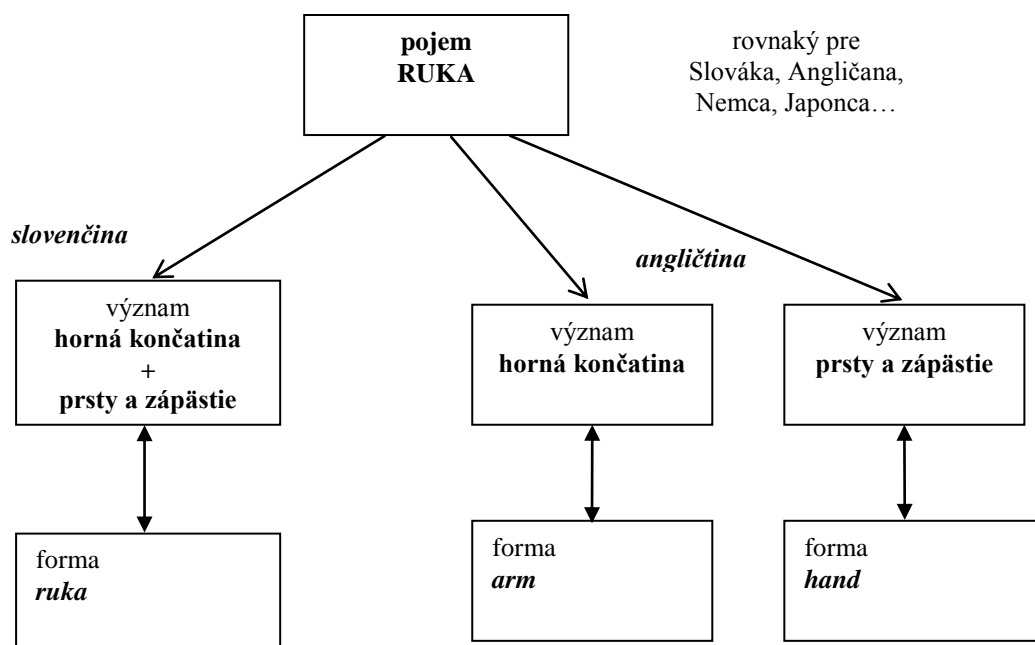 pojem
RUKA
rovnaký pre
Slováka, Angličana,
Nemca, Japonca…
slovenčina
angličtina
význam
horná končatina
+
prsty a zápästie
význam
horná končatina
význam
prsty a zápästie
forma
ruka
forma
arm
forma
hand